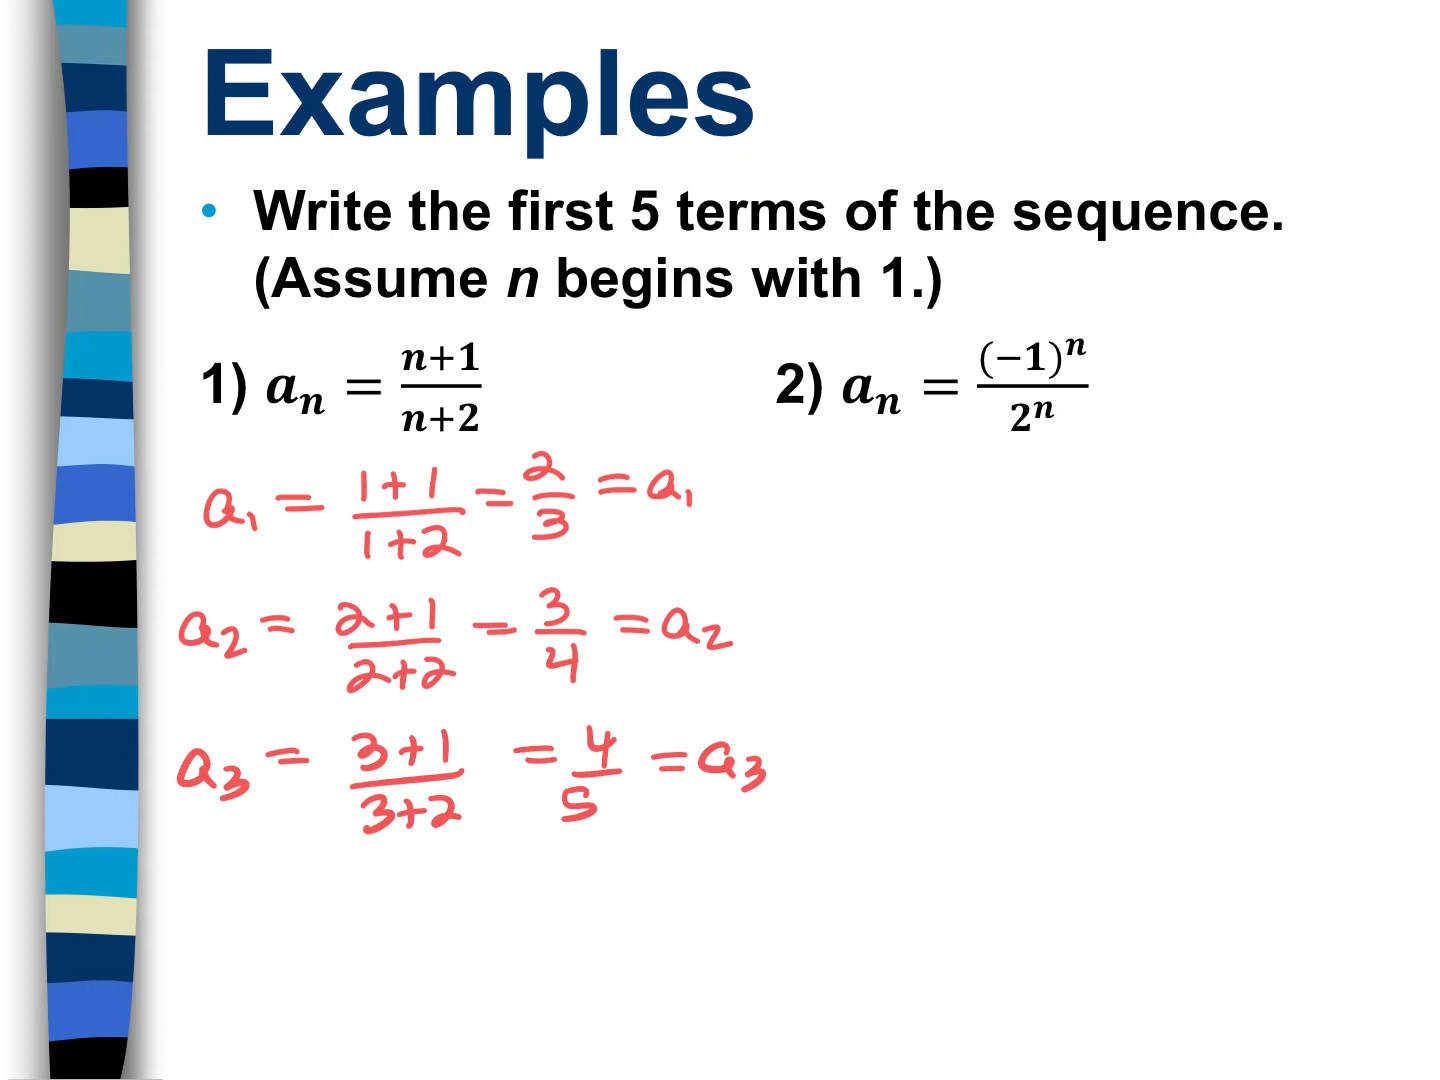 Examples
• Write the first 5 terms of the sequence.
(Assume n begins with 1.)
1) aₙ = (n+1)/(n+2)
2) aₙ = (−1)ⁿ/2ⁿ
a₁ = (1+1)/(1+2) = 2/3 = a₁
a₂ = (2+1)/(2+2) = 3/4 = a₂
a₃ = (3+1)/(3+2) = 4/5 = a₃